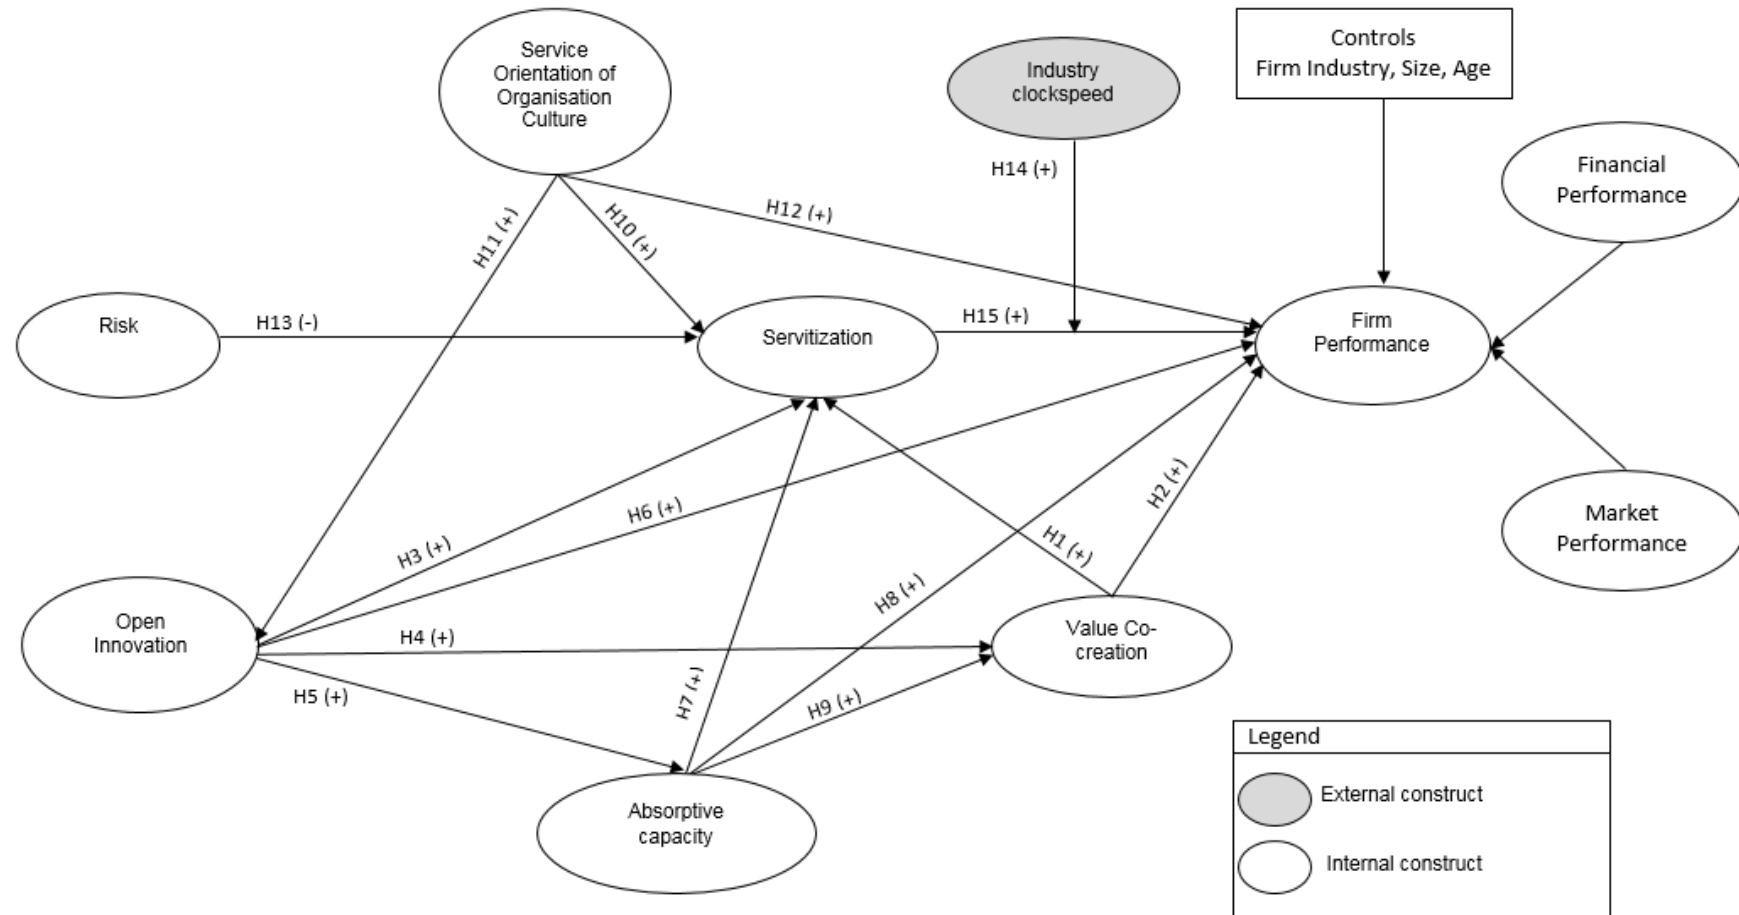 Service
Orientation of
Organisation
Culture
Industry
clockspeed
Controls
Firm Industry, Size, Age
Financial
Performance
H14 (+)
H12 (+)
H11 (+)
H10 (+)
Risk
H13 (-)
Servitization
H15 (+)
Firm
Performance
H6 (+)
H3 (+)
H2 (+)
H1 (+)
Market
Performance
H8 (+)
Open
Innovation
H4 (+)
Value Co-
creation
H5 (+)
H7 (+)
H9 (+)
Absorptive
capacity
Legend
External construct
Internal construct